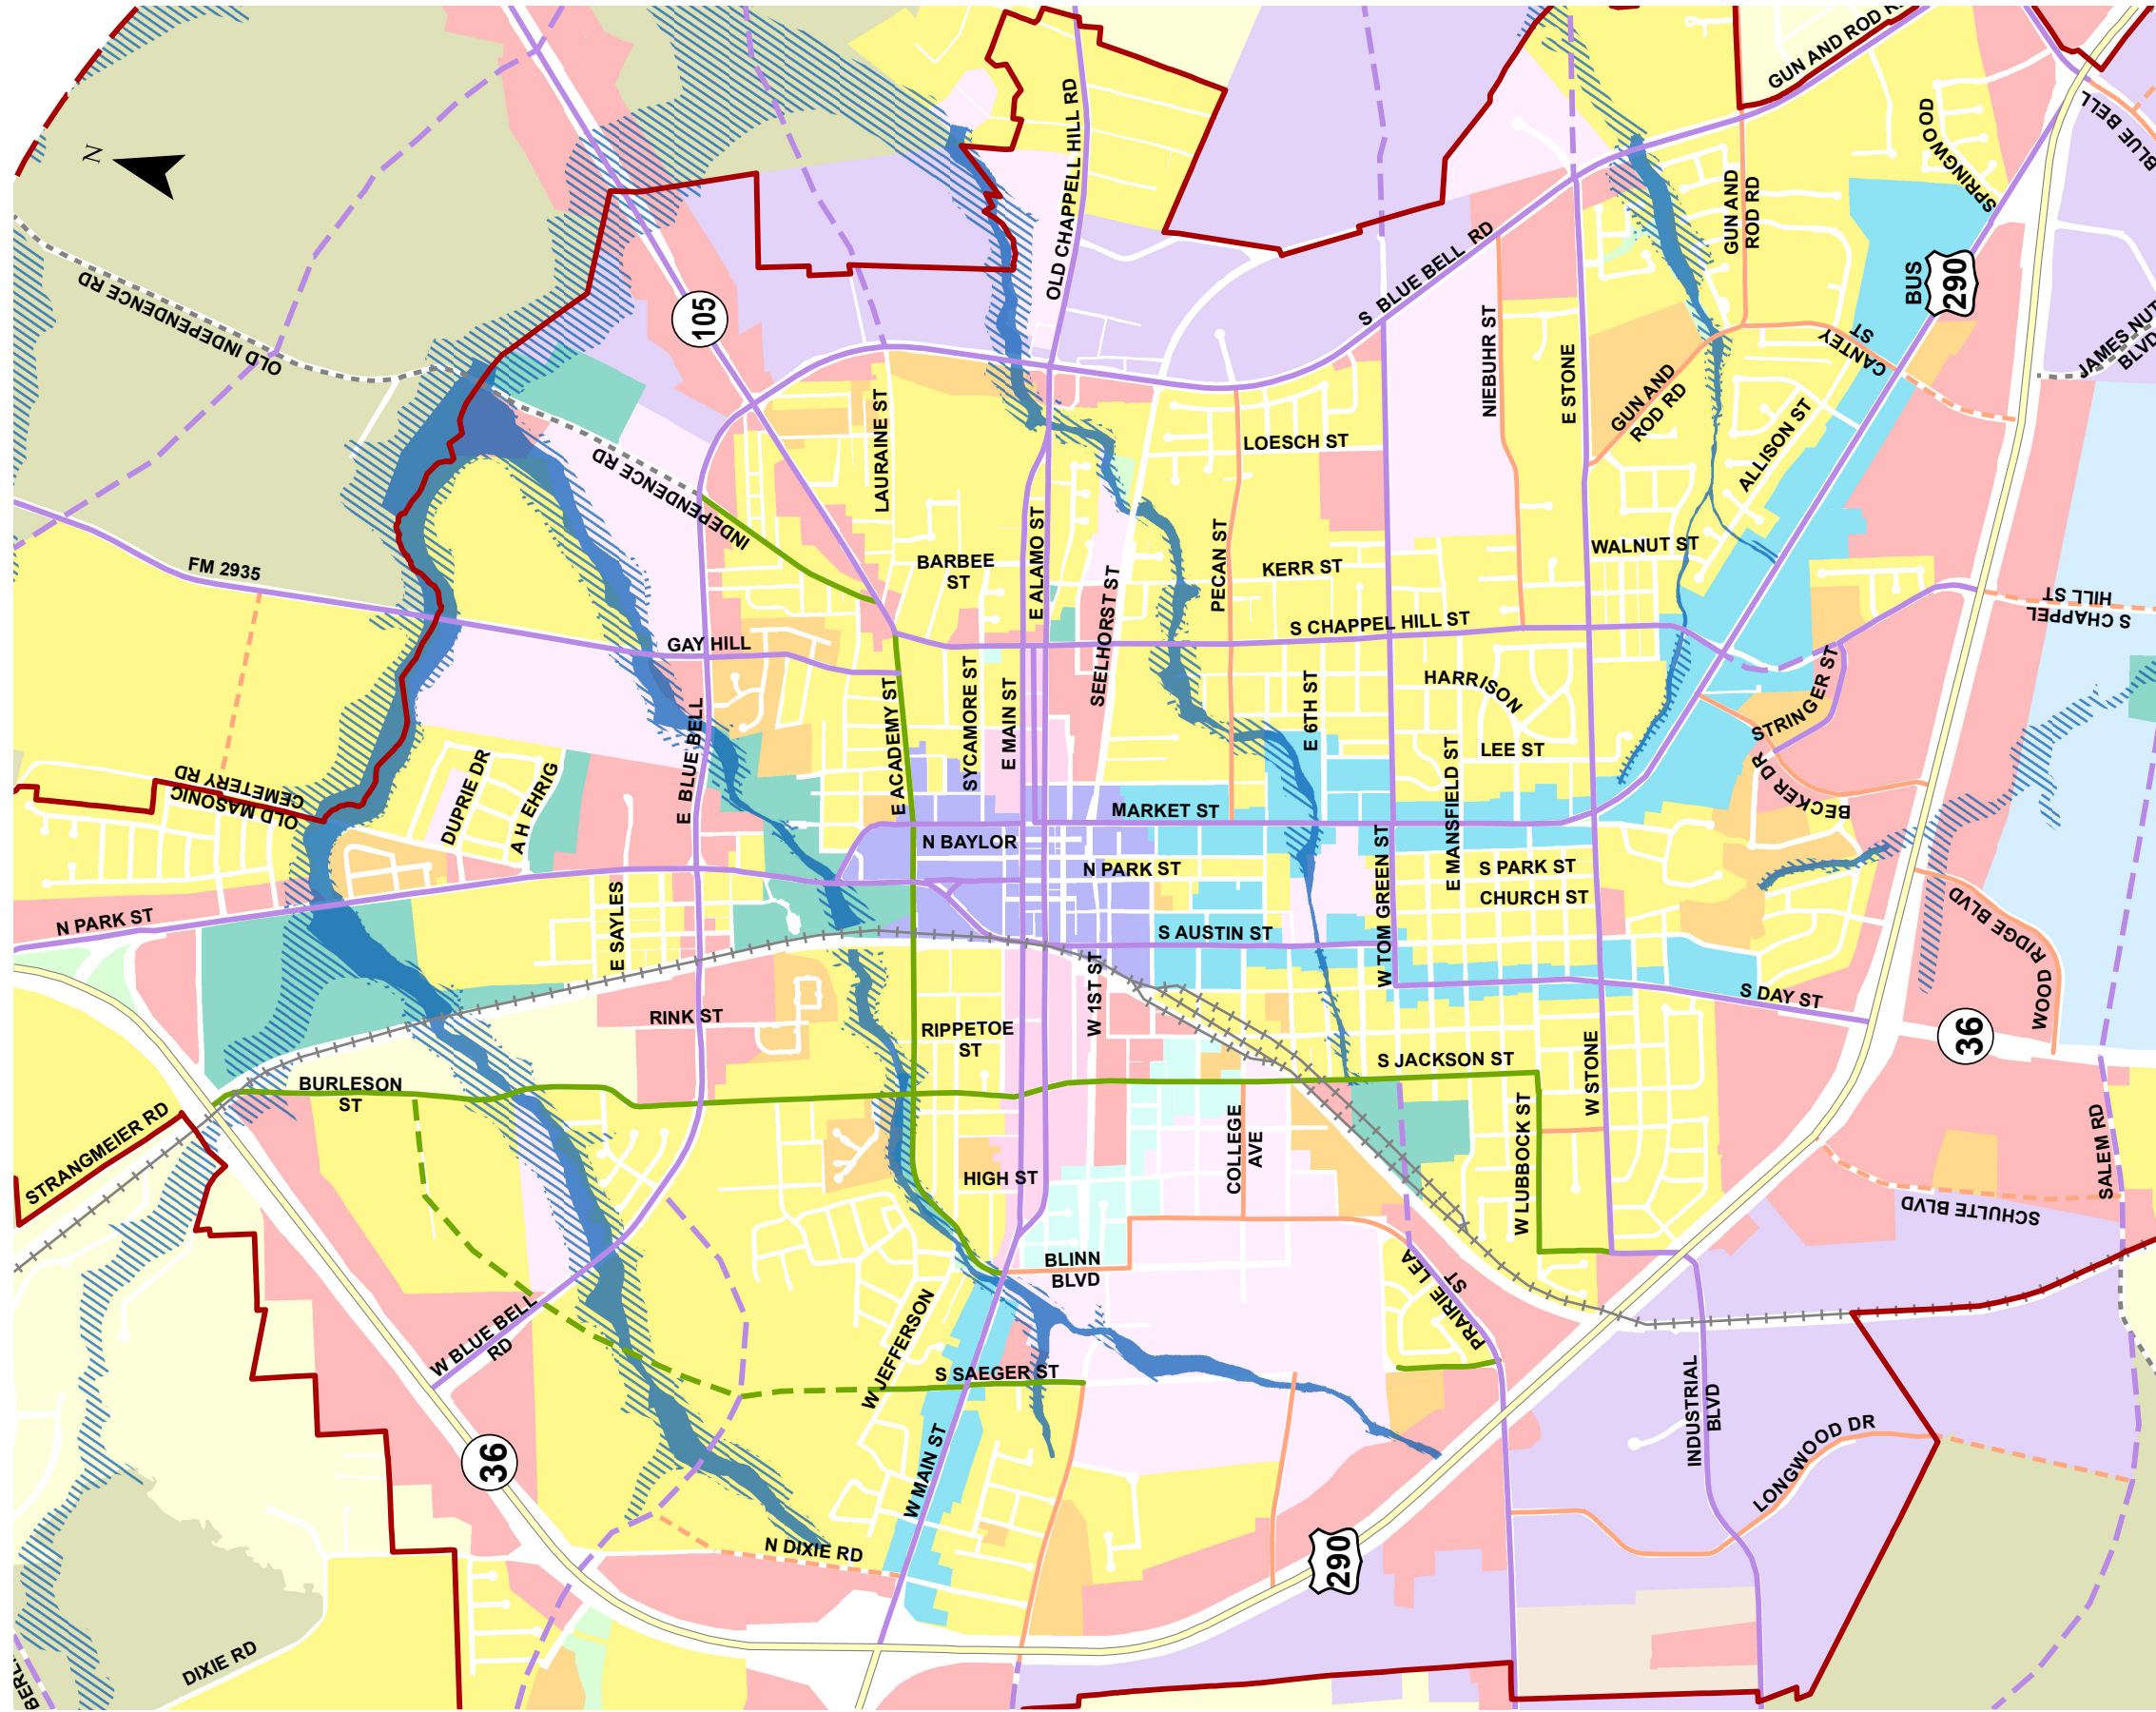 GUN AND ROD R
BLUE BELL
BLUE
SPRINGWOOD
SPRINGWOOD
N
OLD CHAPPELL HILL RD
GUN AND
ROD RD
S BLUE BELL RD
BUS
290
105
OLD INDEPENDENCE RD
CANTEY
ST
JAMES NUT
BLVD
NIEBUHR ST
E STONE
GUN AND
ROD RD
LAURAINE ST
LOESCH ST
ALLISON ST
INDEPENDENCE RD
FM 2935
BARBEE
ST
E ALAMO ST
PECAN ST
KERR ST
WALNUT ST
S CHAPPEL
HILL ST
SEELHORST ST
GAY HILL
S CHAPPEL HILL ST
E ACADEMY ST
SYCAMORE ST
E MAIN ST
E 6TH ST
HARRISON
STRINGER ST
E BLUE BELL
LEE ST
OLD MASONIC
CEMETERY RD
DUPRIE DR
A H EHRIG
MARKET ST
E MANSFIELD ST
BECKER DR
BECKER
N BAYLOR
N PARK ST
W TOM GREEN ST
S PARK ST
CHURCH ST
N PARK ST
E SAYLES
S AUSTIN ST
WOOD RIDGE BLVD
W 1ST ST
S DAY ST
RINK ST
RIPPETOE
ST
36
S JACKSON ST
W STONE
BURLESON
ST
STRANGMEIER RD
COLLEGE
AVE
W LUBBOCK ST
SALEM RD
HIGH ST
SCHULTE BLVD
BLINN
BLVD
PRAIRIE LEA
ST
W BLUE BELL
RD
W JEFFERSON
S SAEGER ST
INDUSTRIAL
BLVD
LONGWOOD DR
36
W MAIN ST
N DIXIE RD
290
DIXIE RD
BERL